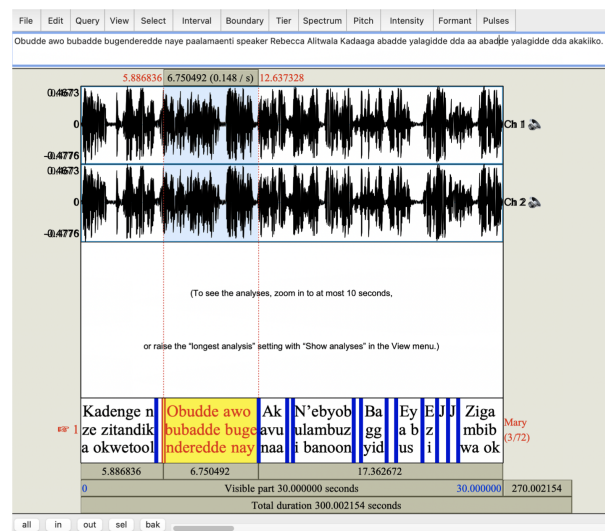 File Edit Query View Select Interval Boundary Tier Spectrum Pitch Intensity Formant Pulses
Obudde awo bubadde bugenderedde naye paalamaenti speaker Rebecca Alitwala Kadaaga abadde yalagidde dda aa abadde yalagidde dda akakiiko.
5.886836 6.750492 (0.148 / s) 12.637328
0.4673
0 Ch 1
-0.4776
0.4673
0 Ch 2
-0.4776
(To see the analyses, zoom in to at most 10 seconds,
or raise the "longest analysis" setting with "Show analyses" in the View menu.)
Kadenge n Obudde awo Ak N'ebyob Ba Ey E J J Ziga
1 ze zitandik bubadde buge avu ulambuz gg a b z mbib Mary
a okwetool nderedde nay naa i banoon yid us i wa ok (3/72)
5.886836 6.750492 17.362672
0 Visible part 30.000000 seconds 30.000000 270.002154
Total duration 300.002154 seconds
all in out sel bak